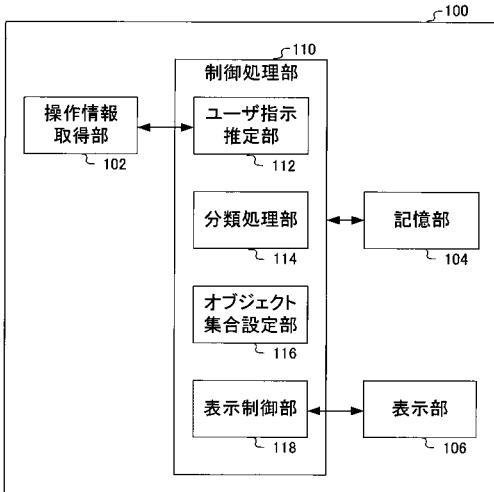 100
110
制御処理部
操作情報
取得部
102
ユーザ指示
推定部
112
分類処理部
114
記憶部
104
オブジェクト
集合設定部
116
表示制御部
118
表示部
106